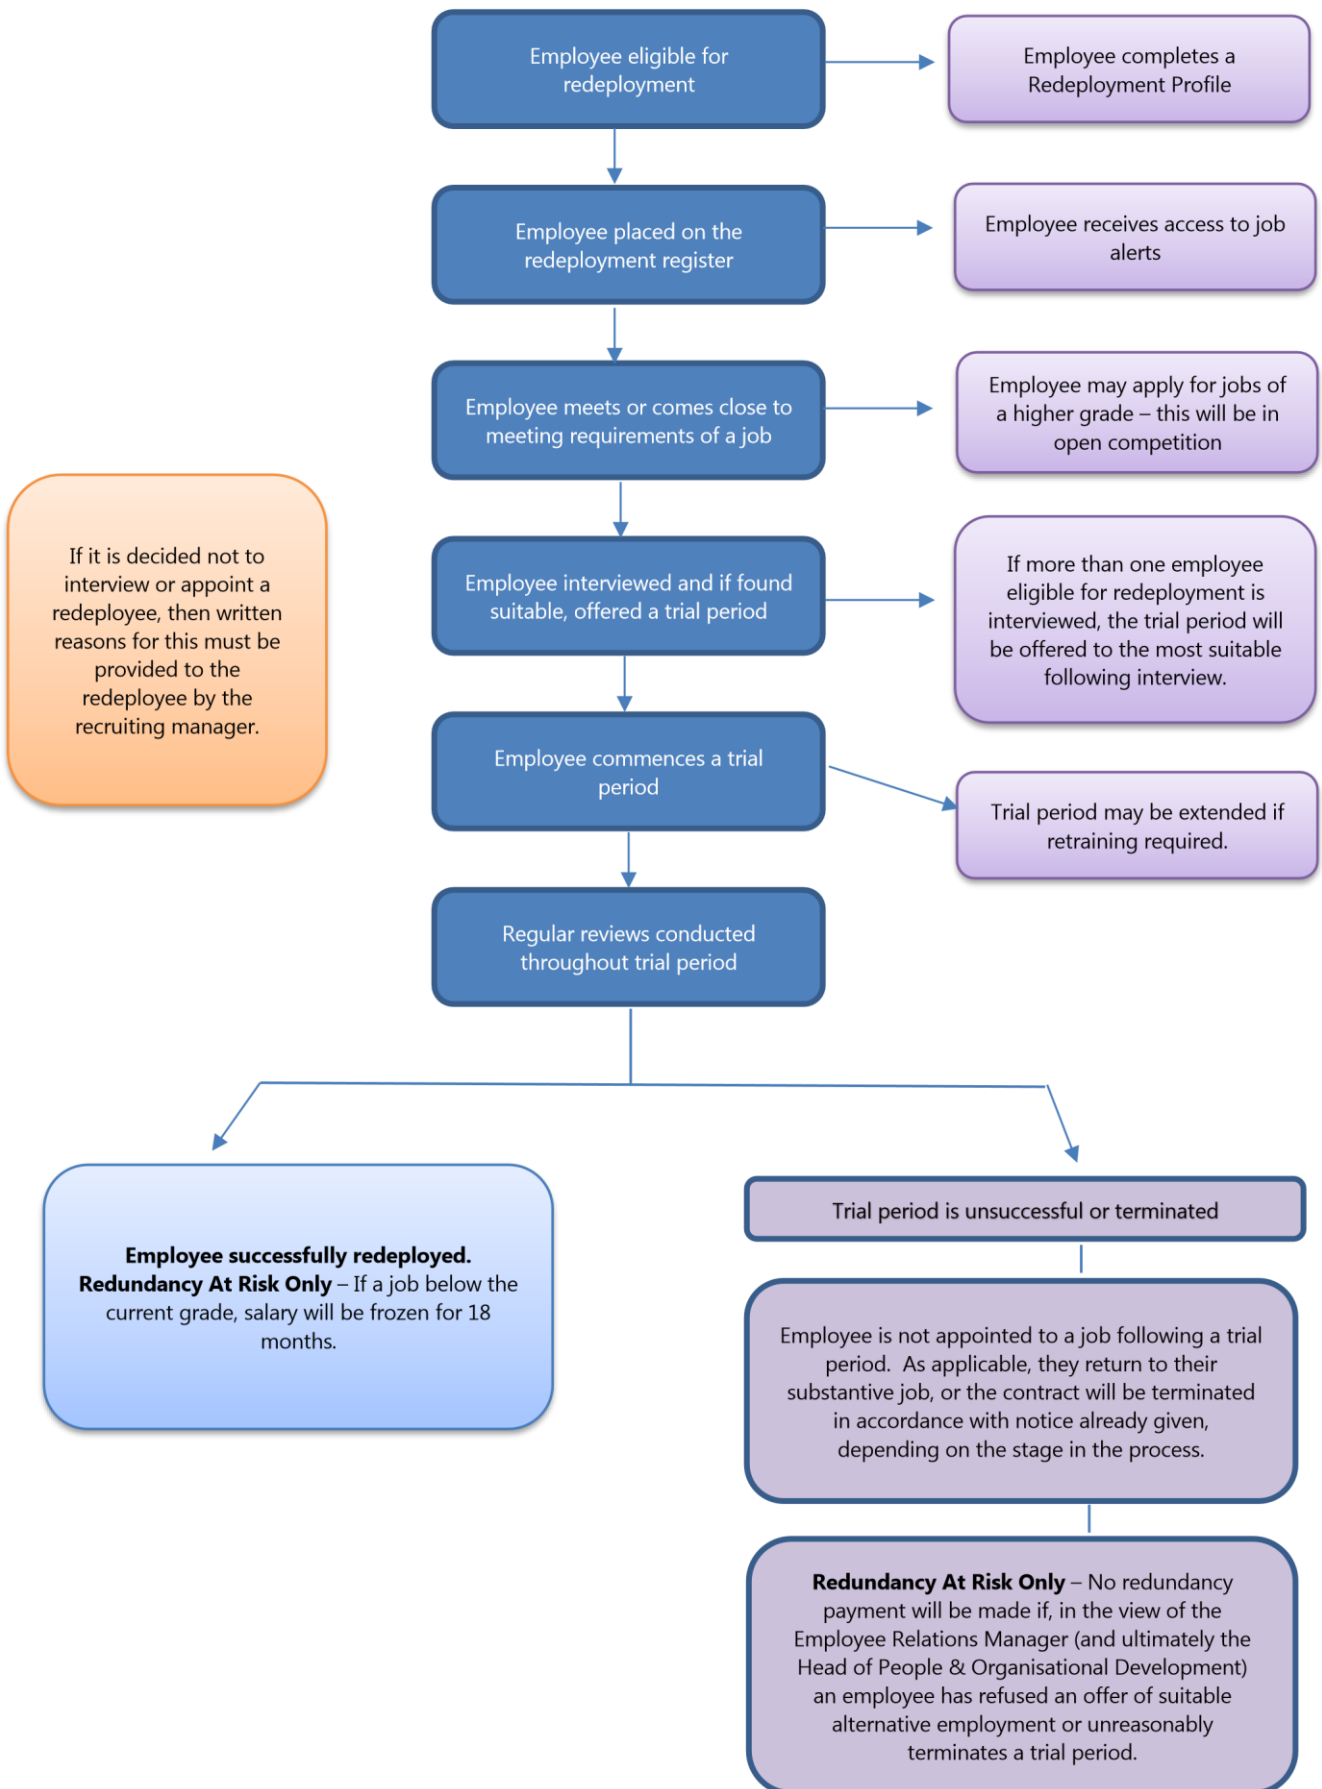 Employee eligible for
redeployment
Employee completes a
Redeployment Profile
Employee placed on the
redeployment register
Employee receives access to job
alerts
Employee meets or comes close to
meeting requirements of a job
Employee may apply for jobs of
a higher grade – this will be in
open competition
If it is decided not to
interview or appoint a
redeployee, then written
reasons for this must be
provided to the
redeployee by the
recruiting manager.
Employee interviewed and if found
suitable, offered a trial period
If more than one employee
eligible for redeployment is
interviewed, the trial period will
be offered to the most suitable
following interview.
Employee commences a trial
period
Trial period may be extended if
retraining required.
Regular reviews conducted
throughout trial period
Employee successfully redeployed.
Redundancy At Risk Only – If a job below the
current grade, salary will be frozen for 18
months.
Trial period is unsuccessful or terminated
Employee is not appointed to a job following a trial
period.  As applicable, they return to their
substantive job, or the contract will be terminated
in accordance with notice already given,
depending on the stage in the process.
Redundancy At Risk Only – No redundancy
payment will be made if, in the view of the
Employee Relations Manager (and ultimately the
Head of People & Organisational Development)
an employee has refused an offer of suitable
alternative employment or unreasonably
terminates a trial period.